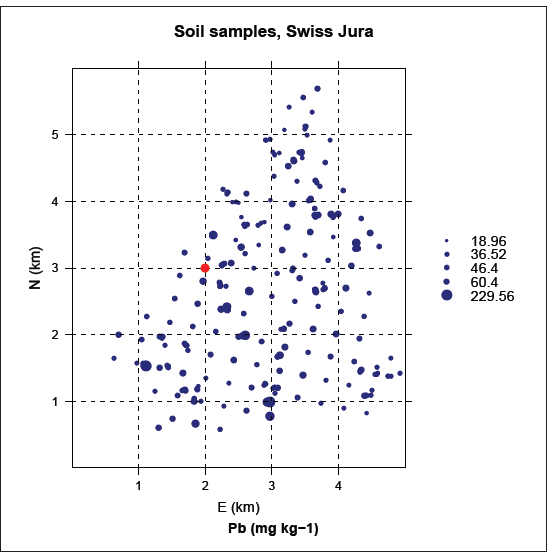 Soil samples, Swiss Jura
5
4
3
2
1
N (km)
1 2 3 4
E (km)
Pb (mg kg−1)
18.96
36.52
46.4
60.4
229.56